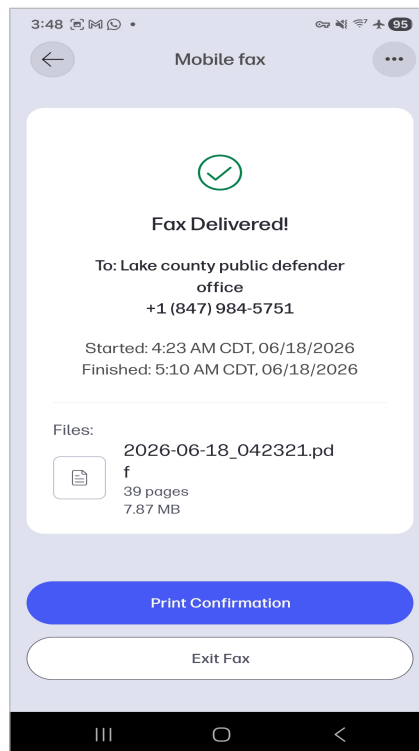 3:48
95
Mobile fax
Fax Delivered!
To: Lake county public defender
office
+1 (847) 984-5751
Started: 4:23 AM CDT, 06/18/2026
Finished: 5:10 AM CDT, 06/18/2026
Files:
2026-06-18_042321.pd
f
39 pages
7.87 MB
Print Confirmation
Exit Fax